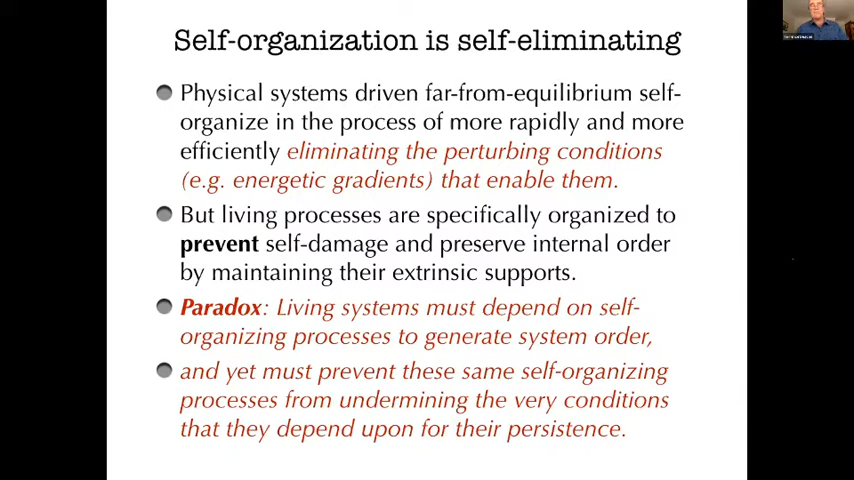 Self-organization is self-eliminating
Physical systems driven far-from-equilibrium self-
organize in the process of more rapidly and more
efficiently eliminating the perturbing conditions
(e.g. energetic gradients) that enable them.
But living processes are specifically organized to
prevent self-damage and preserve internal order
by maintaining their extrinsic supports.
Paradox: Living systems must depend on self-
organizing processes to generate system order,
and yet must prevent these same self-organizing
processes from undermining the very conditions
that they depend upon for their persistence.